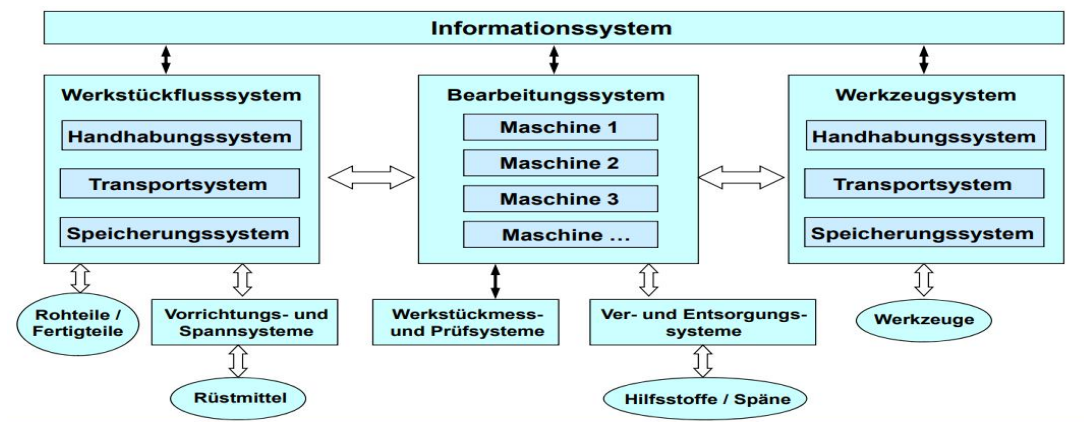 Informationssystem
Werkstückflusssystem
Handhabungssystem
Transportsystem
Speicherungssystem
Bearbeitungssystem
Maschine 1
Maschine 2
Maschine 3
Maschine ...
Werkzeugsystem
Handhabungssystem
Transportsystem
Speicherungssystem
Rohteile /
Fertigteile
Vorrichtungs- und
Spannsysteme
Werkstückmess-
und Prüfsysteme
Ver- und Entsorgungs-
systeme
Werkzeuge
Rüstmittel
Hilfsstoffe / Späne